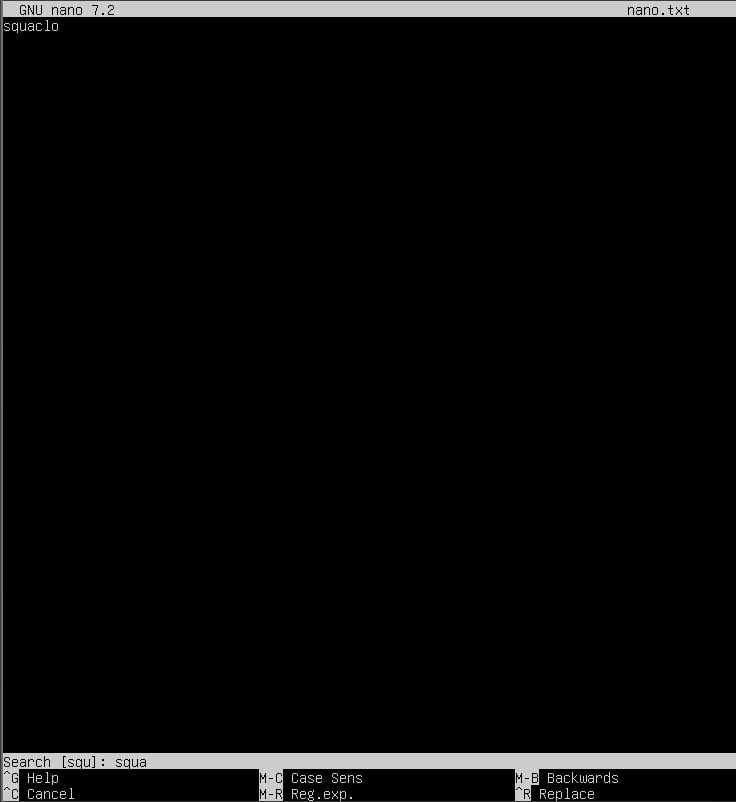 GNU nano 7.2 nano.txt
squaclo
Search [squ]: squa
^G Help M-C Case Sens M-B Backwards
^C Cancel M-R Reg.exp. ^R Replace